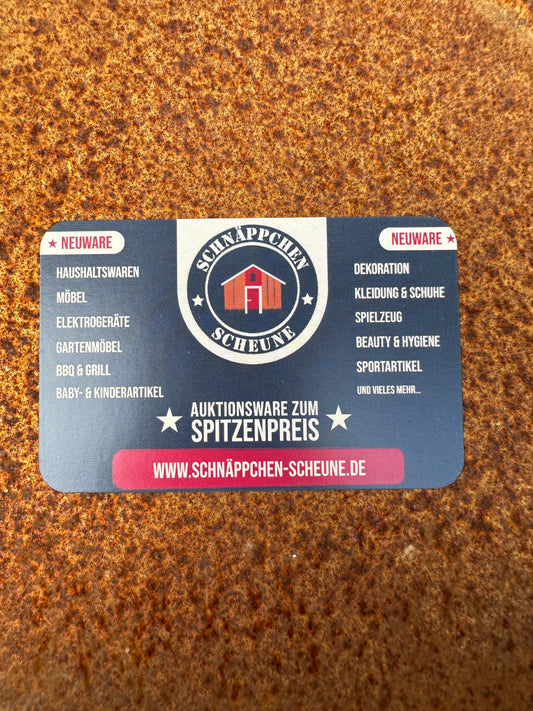 NEUWARE
HAUSHALTSWAREN
MÖBEL
ELEKTROGERÄTE
GARTENMÖBEL
BBQ & GRILL
BABY- & KINDERARTIKEL
SCHNÄPPCHEN
SCHEUNE
NEUWARE
DEKORATION
KLEIDUNG & SCHUHE
SPIELZEUG
BEAUTY & HYGIENE
SPORTARTIKEL
UND VIELES MEHR...
AUKTIONSWARE ZUM
SPITZENPREIS
WWW.SCHNÄPPCHEN-SCHEUNE.DE